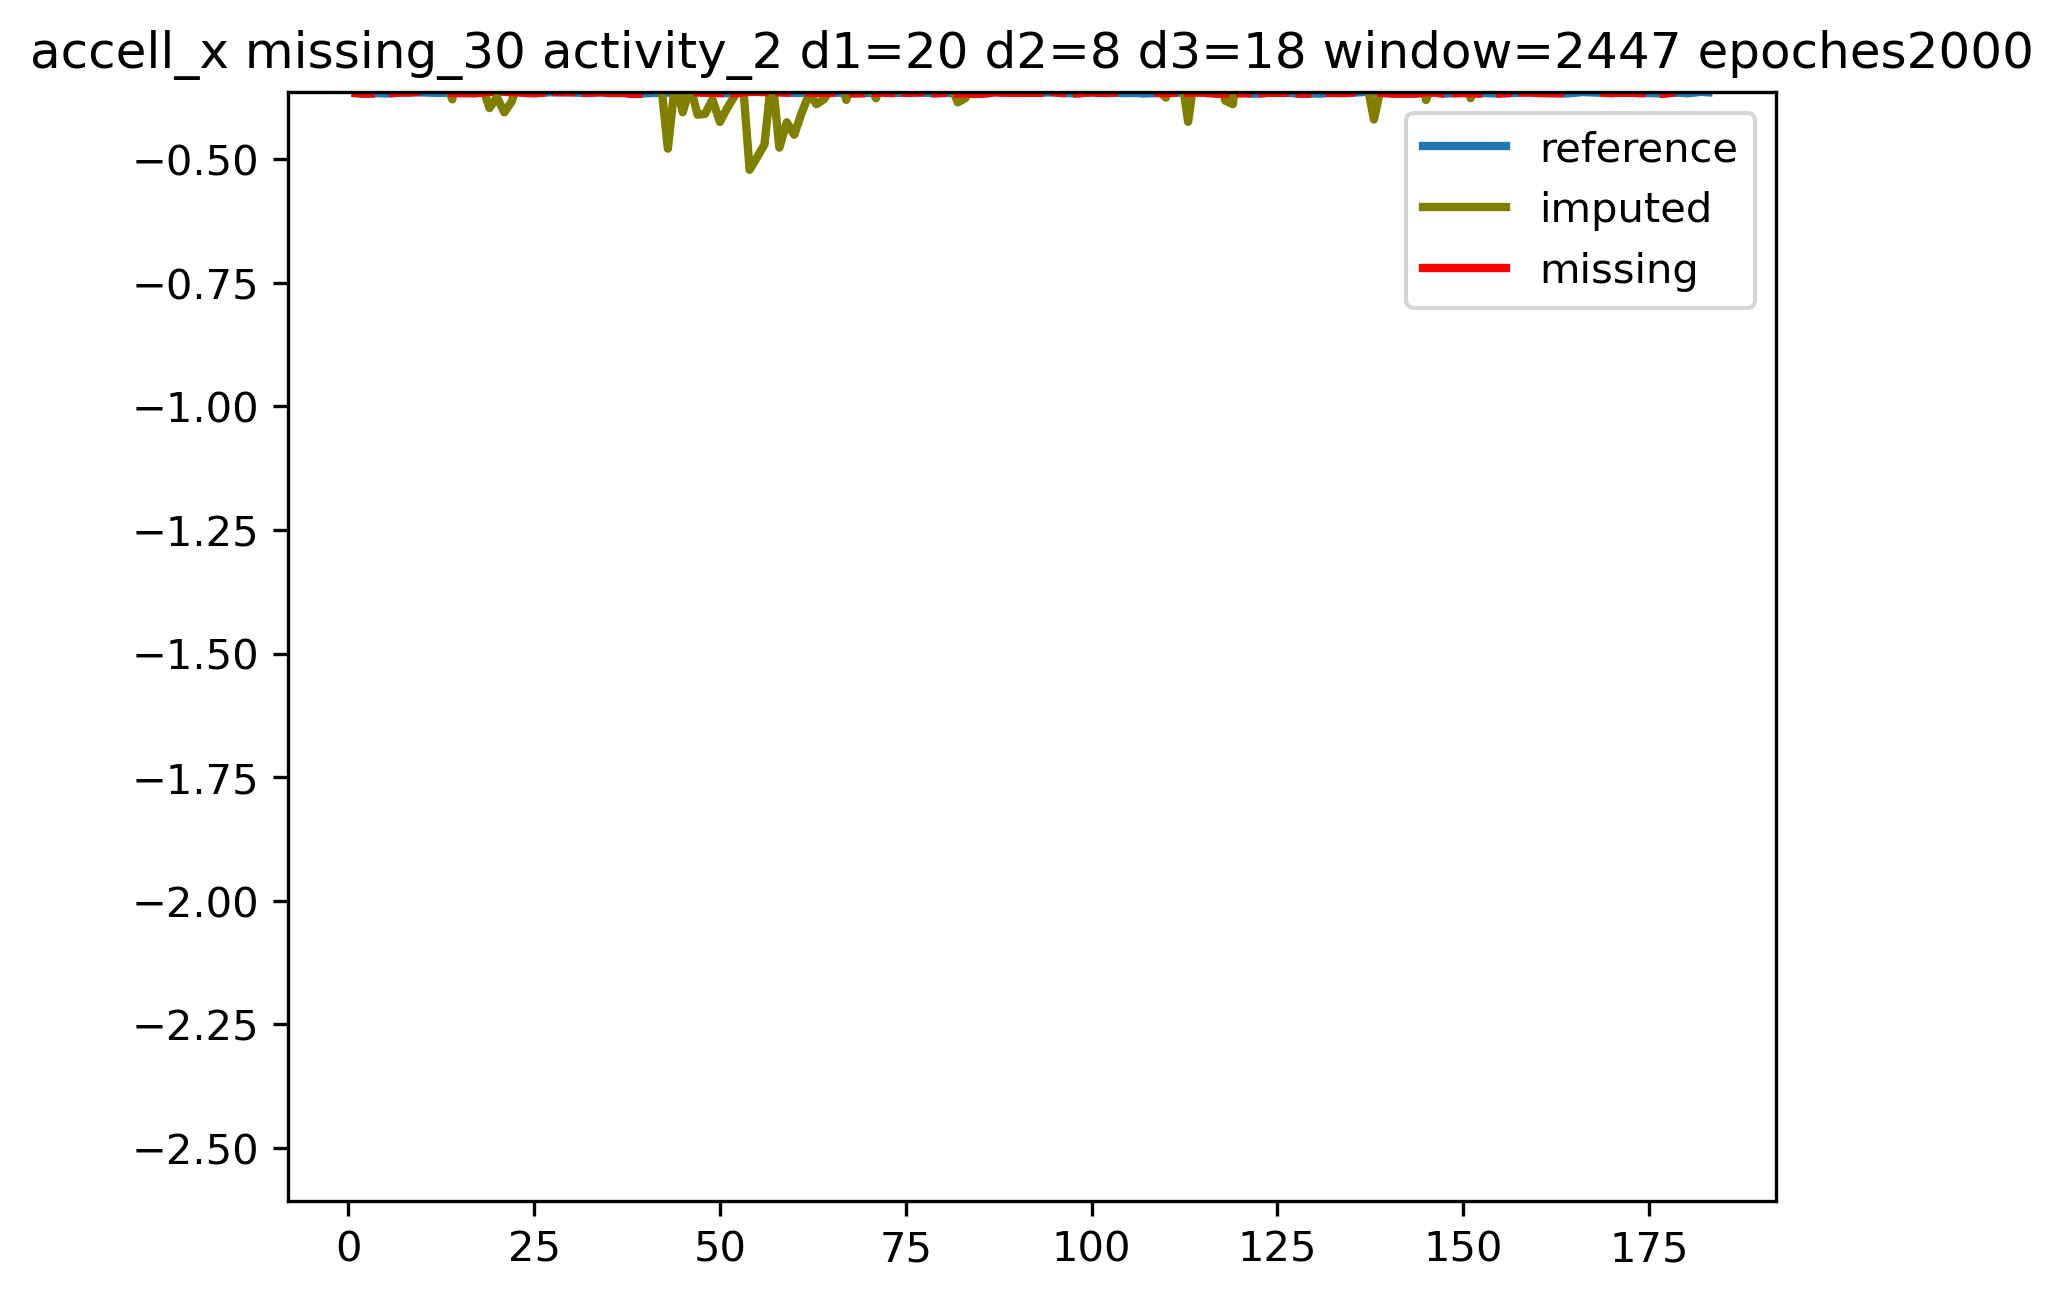 accell_x missing_30 activity_2 d1=20 d2=8 d3=18 window=2447 epoches2000
−0.50
−0.75
−1.00
−1.25
−1.50
−1.75
−2.00
−2.25
−2.50
reference
imputed
missing
0 25 50 75 100 125 150 175